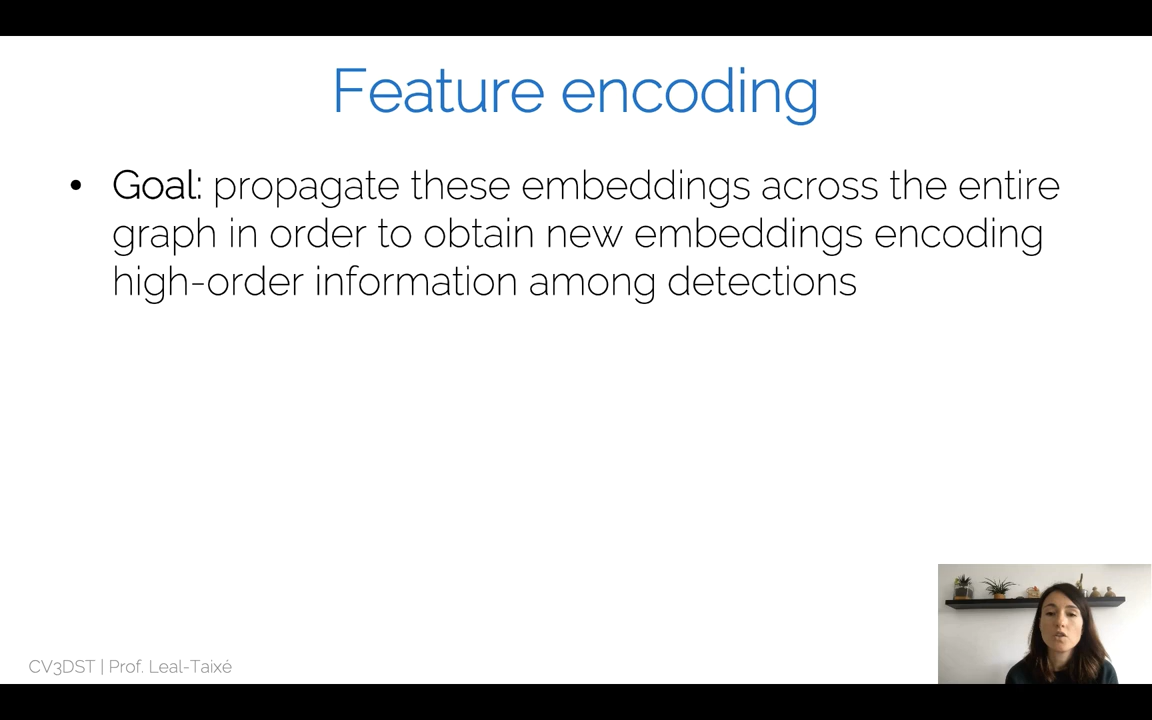 Feature encoding
• Goal: propagate these embeddings across the entire
graph in order to obtain new embeddings encoding
high-order information among detections
CV3DST | Prof. Leal-Taixé